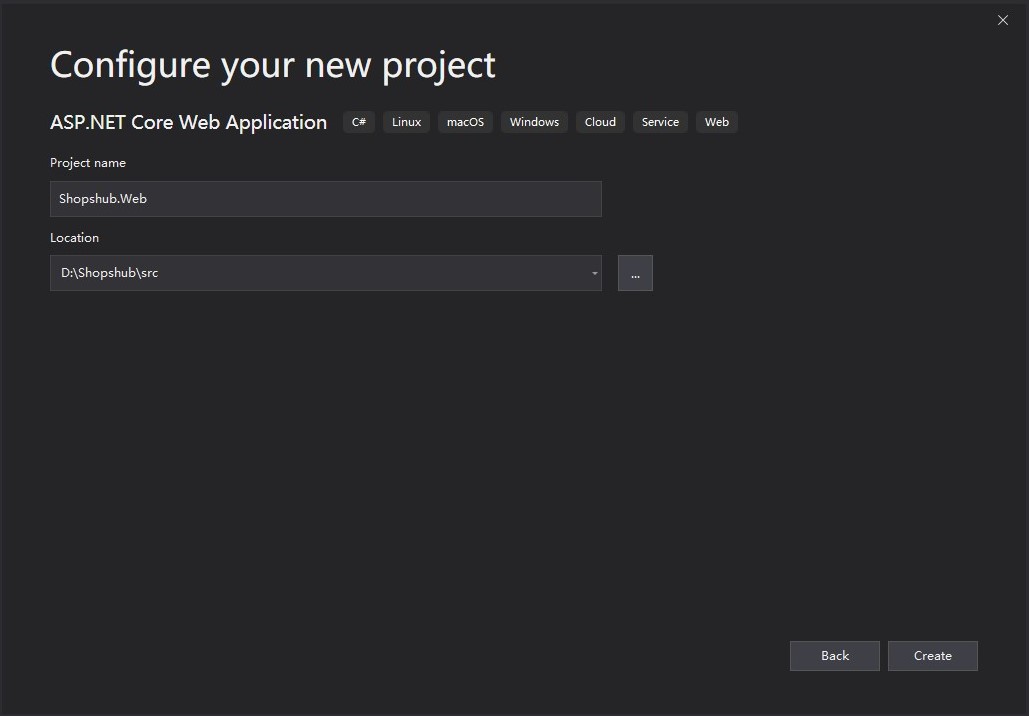 Configure your new project
ASP.NET Core Web Application C# Linux macOS Windows Cloud Service Web
Project name
Shopshub.Web
Location
D:\Shopshub\src
...
Back Create